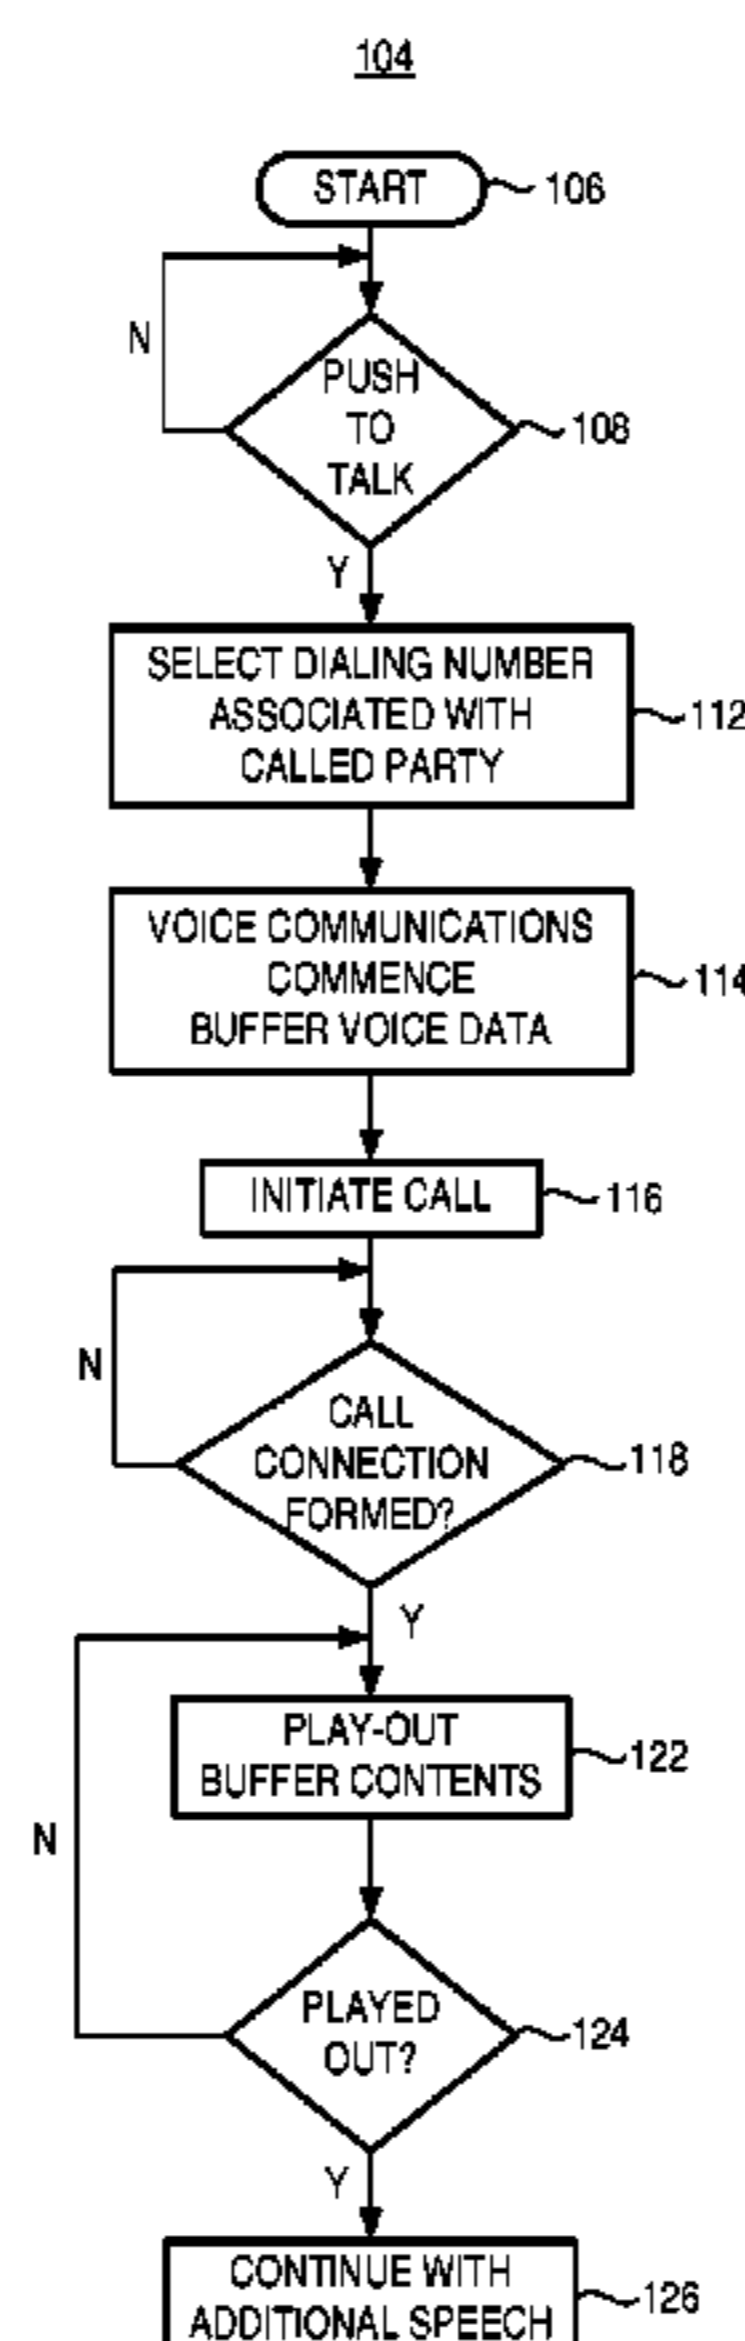 104
START
106
N
PUSH
TO
TALK
108
Y
SELECT DIALING NUMBER
ASSOCIATED WITH
CALLED PARTY
112
VOICE COMMUNICATIONS
COMMENCE
BUFFER VOICE DATA
114
INITIATE CALL
116
N
CALL
CONNECTION
FORMED?
118
Y
PLAY-OUT
BUFFER CONTENTS
122
N
PLAYED
OUT?
124
Y
CONTINUE WITH
ADDITIONAL SPEECH
126